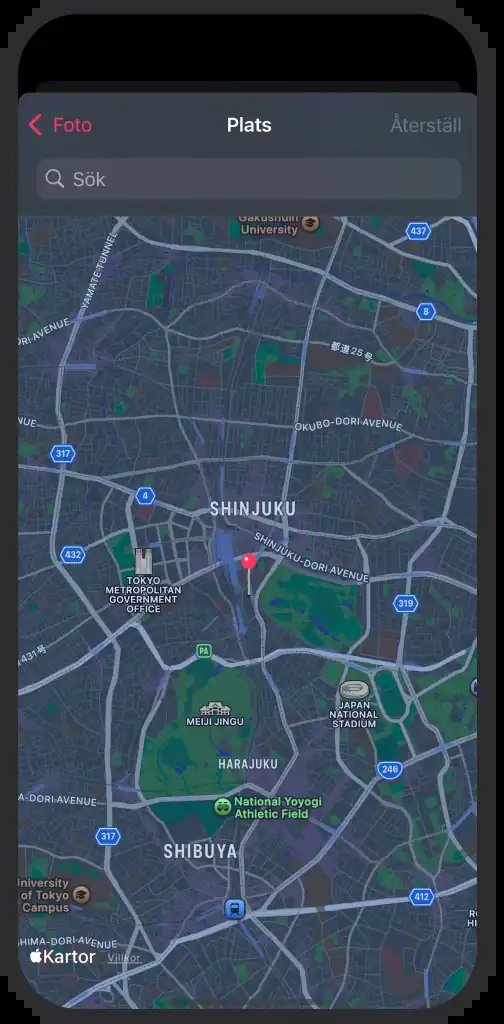 Foto
Plats
Återställ
Sök
Gakushuin
University
437
YAMATE TUNNEL
8
DRI AVENUE
都道25号
NUE
OKUBO-DORI AVENUE
317
4
SHINJUKU
SHINJUKU-DORI AVENUE
432
TOKYO
METROPOLITAN
GOVERNMENT
OFFICE
319
431号
PA
MEIJI JINGU
JAPAN
NATIONAL
STADIUM
HARAJUKU
246
A-DORI AVENUE
National Yoyogi
Athletic Field
317
SHIBUYA
University
of Tokyo
Campus
412
SHIMA-DORI AVENUE
Kartor
Villkor